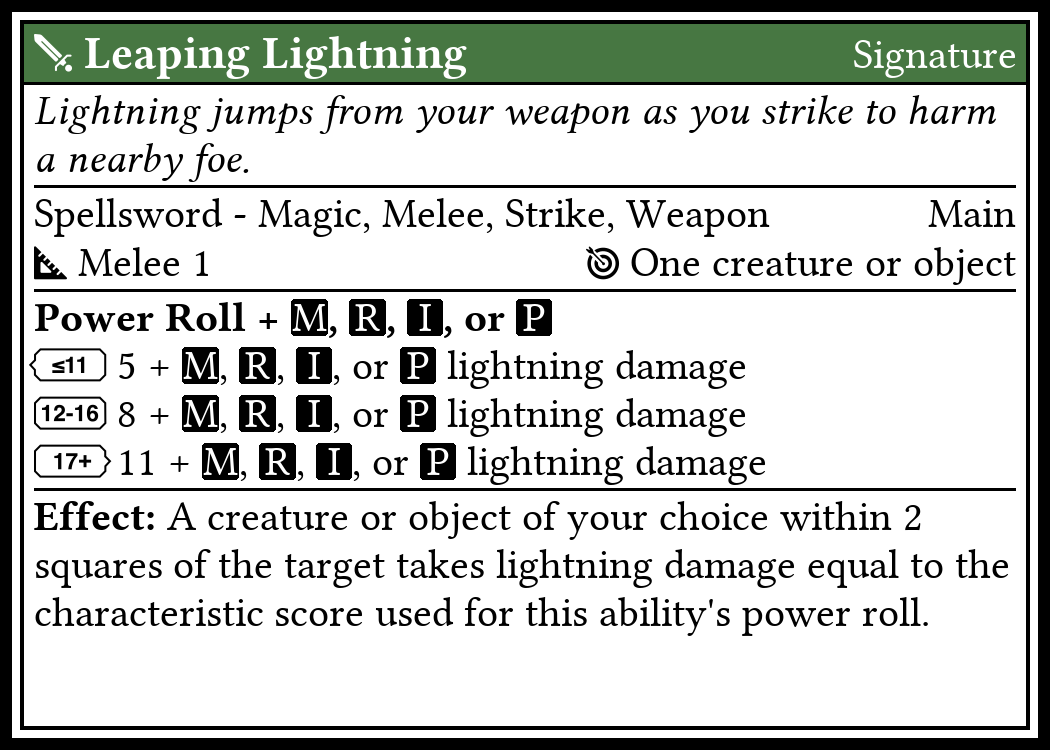 Leaping Lightning Signature
Lightning jumps from your weapon as you strike to harm
a nearby foe.
Spellsword - Magic, Melee, Strike, Weapon Main
Melee 1 One creature or object
Power Roll + M, R, I, or P
≤11 5 + M, R, I, or P lightning damage
12-16 8 + M, R, I, or P lightning damage
17+ 11 + M, R, I, or P lightning damage
Effect: A creature or object of your choice within 2
squares of the target takes lightning damage equal to the
characteristic score used for this ability's power roll.